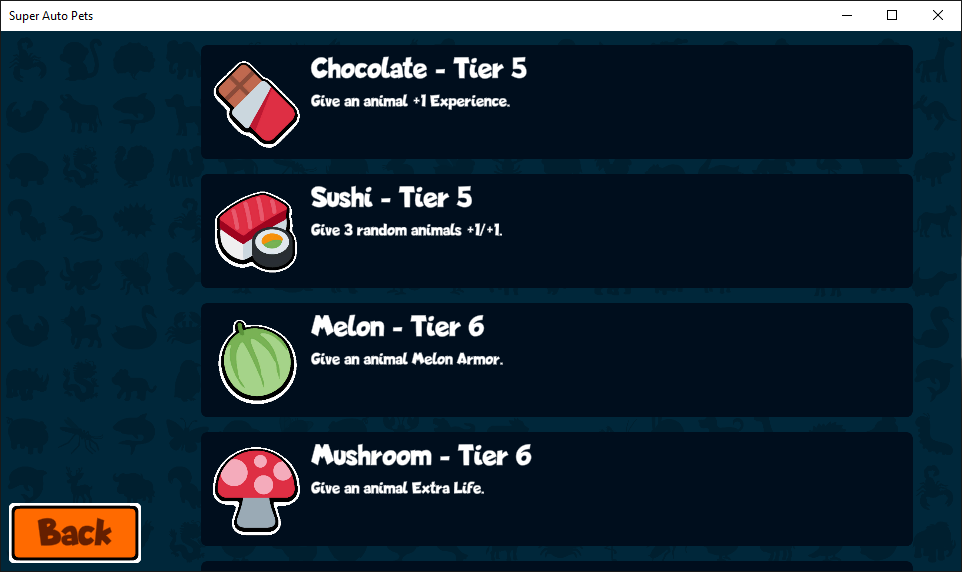 Super Auto Pets
Chocolate - Tier 5
Give an animal +1 Experience.
Sushi - Tier 5
Give 3 random animals +1/+1.
Melon - Tier 6
Give an animal Melon Armor.
Mushroom - Tier 6
Give an animal Extra Life.
Back